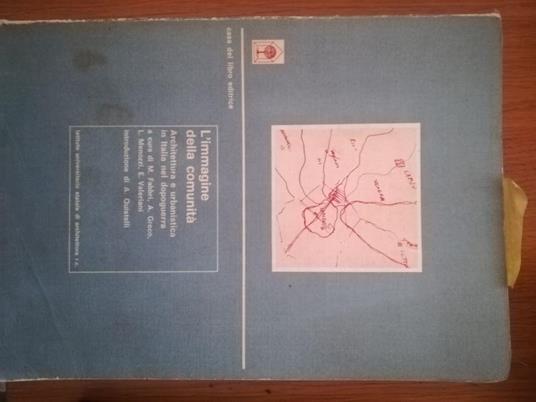 casa del libro editrice
L'immagine
della comunità
Architettura e urbanistica
in Italia nel dopoguerra
a cura di M. Fabbri, A. Greco,
L. Menozzi, E. Valeriani
introduzione di A. Quistelli
istituto universitario statale di architettura r.c.